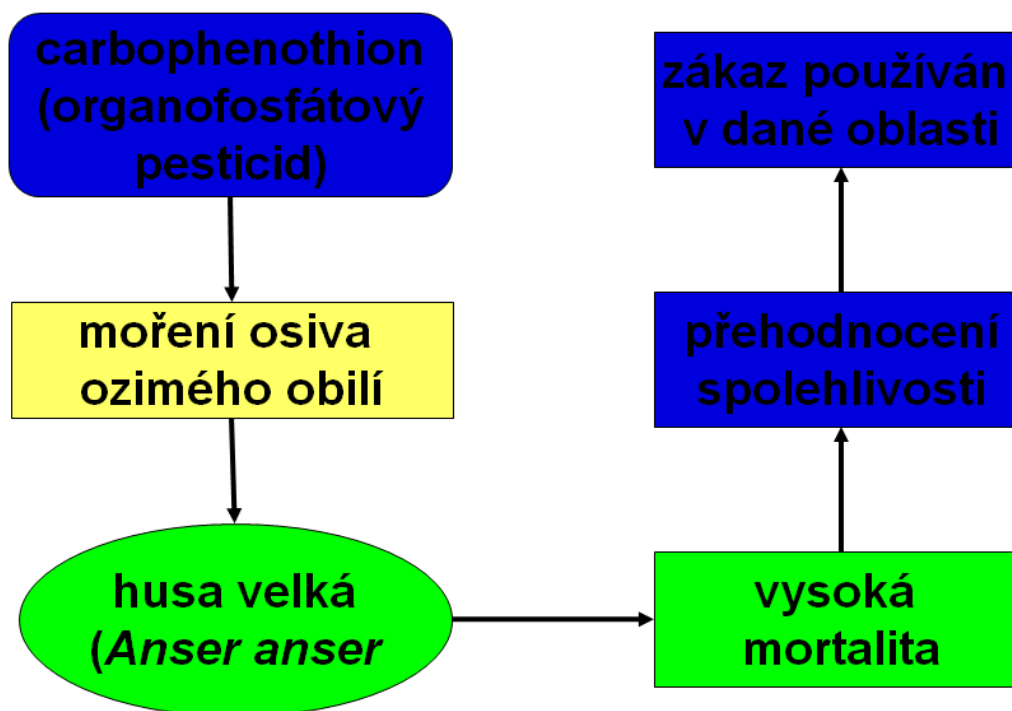 carbophenothion
(organofosfátový
pesticid)
moření osiva
ozimého obilí
husa velká
(Anser anser
vysoká
mortalita
přehodnocení
spolehlivosti
zákaz používán
v dané oblasti